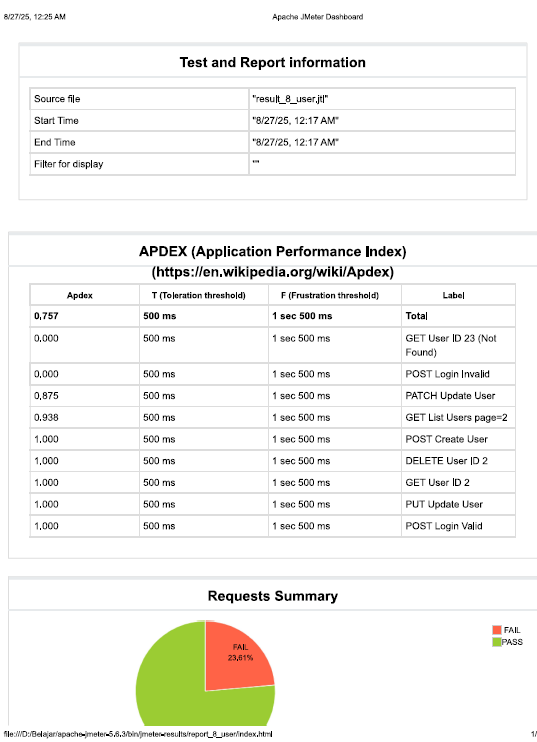 8/27/25, 12:25 AM Apache JMeter Dashboard
Test and Report information
Source file "result_8_user.jtl"
Start Time "8/27/25, 12:17 AM"
End Time "8/27/25, 12:17 AM"
Filter for display ""
APDEX (Application Performance Index)
(https://en.wikipedia.org/wiki/Apdex)
Apdex T (Toleration threshold) F (Frustration threshold) Label
0.757 500 ms 1 sec 500 ms Total
0.000 500 ms 1 sec 500 ms GET User ID 23 (Not
Found)
0.000 500 ms 1 sec 500 ms POST Login Invalid
0.875 500 ms 1 sec 500 ms PATCH Update User
0.938 500 ms 1 sec 500 ms GET List Users page=2
1.000 500 ms 1 sec 500 ms POST Create User
1.000 500 ms 1 sec 500 ms DELETE User ID 2
1.000 500 ms 1 sec 500 ms GET User ID 2
1.000 500 ms 1 sec 500 ms PUT Update User
1.000 500 ms 1 sec 500 ms POST Login Valid
Requests Summary
FAIL
23,61%
FAIL
PASS
file:///D:/Belajar/apache-jmeter-5.6.3/bin/jmeter-results/report_8_user/index.html 1/